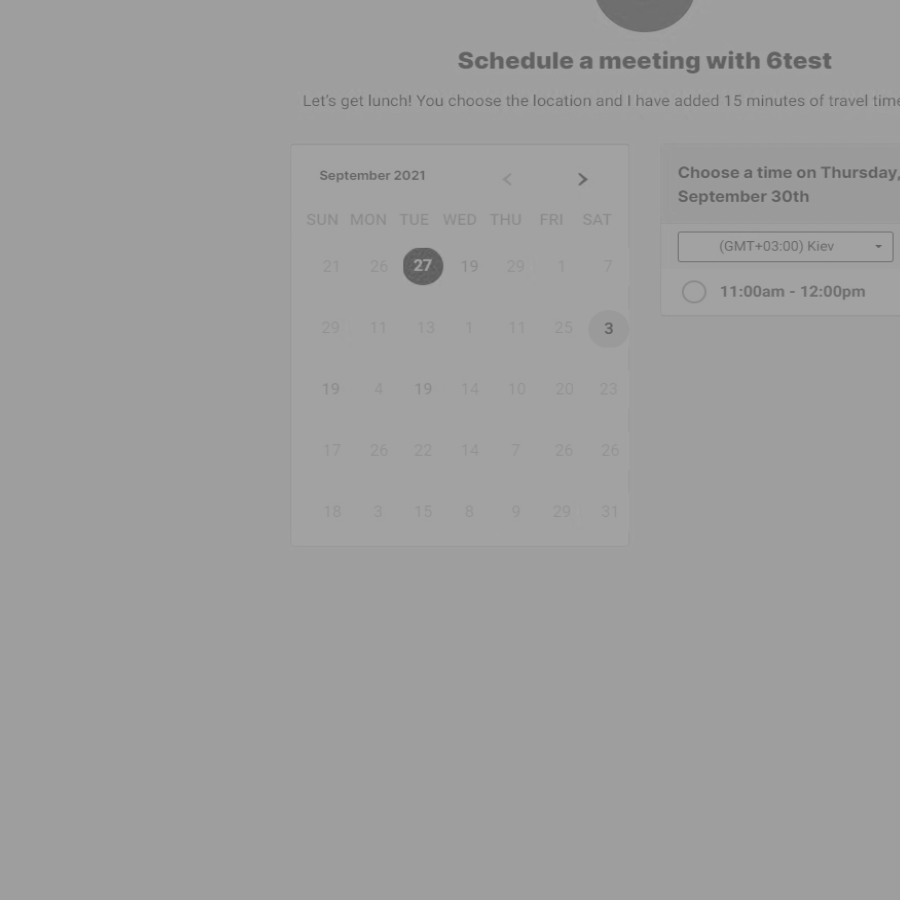 Schedule a meeting with 6test
Let's get lunch! You choose the location and I have added 15 minutes of travel time
September 2021 < >
SUN MON TUE WED THU FRI SAT
21 26 27 19 29 1 7
29 11 13 1 11 25 3
19 4 19 14 10 20 23
17 26 22 14 7 26 26
18 3 15 8 9 29 31
Choose a time on Thursday,
September 30th
(GMT+03:00) Kiev
11:00am - 12:00pm